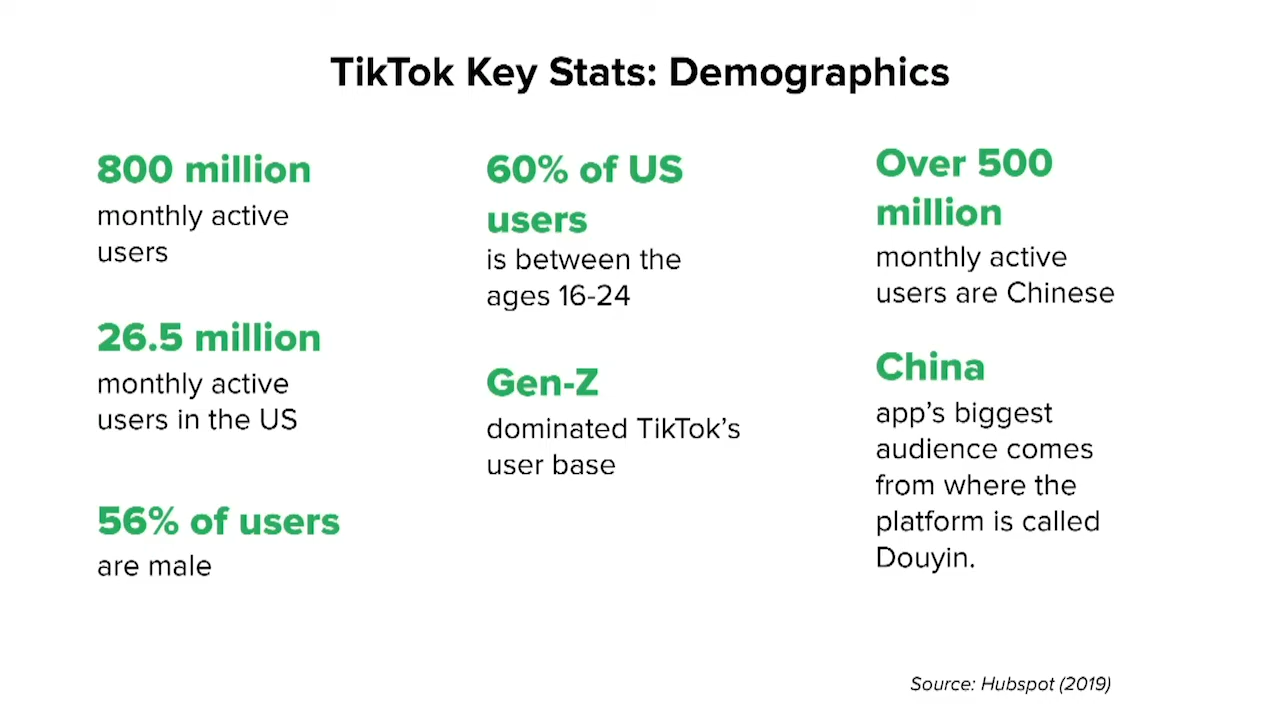 TikTok Key Stats: Demographics
800 million
monthly active
users
26.5 million
monthly active
users in the US
56% of users
are male
60% of US
users
is between the
ages 16-24
Gen-Z
dominated TikTok’s
user base
Over 500
million
monthly active
users are Chinese
China
app’s biggest
audience comes
from where the
platform is called
Douyin.
Source: Hubspot (2019)